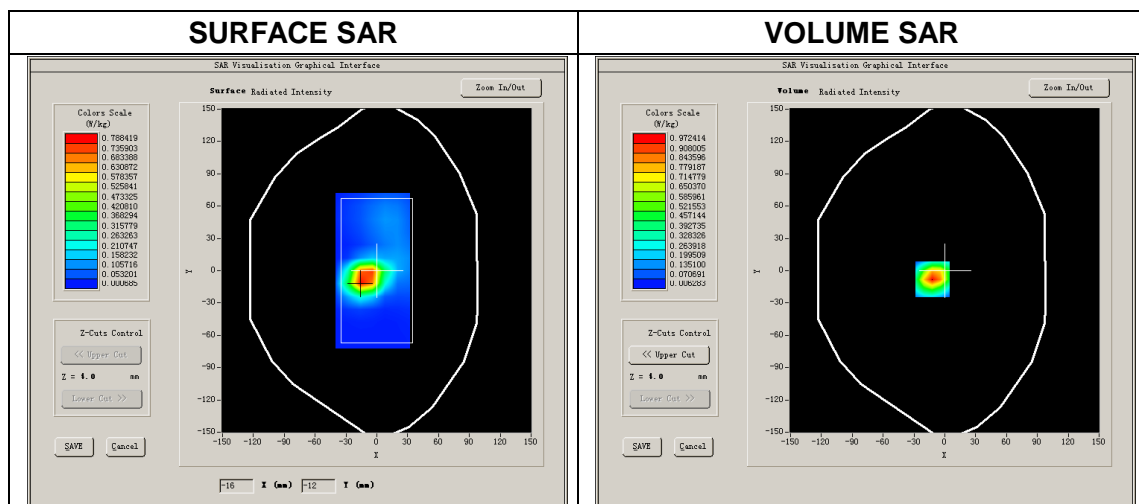 SURFACE SAR
VOLUME SAR
SAR Visualisation Graphical Interface
Surface Radiated Intensity
Zoom In/Out
Colors Scale
(W/kg)
0.788419
0.735903
0.683388
0.630872
0.578357
0.525841
0.473325
0.420810
0.368294
0.315779
0.263263
0.210747
0.158232
0.105716
0.053201
0.000685
150
120
90
60
30
0
-30
-60
-90
-120
-150
Y
-150 -120 -90 -60 -30 0 30 60 90 120 150
X
Z-Cuts Control
<< Upper Cut
Z = 4.0 mm
Lower Cut >>
SAVE
Cancel
-16 X (mm) -12 Y (mm)
SAR Visualisation Graphical Interface
Volume Radiated Intensity
Zoom In/Out
Colors Scale
(W/kg)
0.972414
0.908005
0.843596
0.779187
0.714779
0.650370
0.585961
0.521553
0.457144
0.392735
0.328326
0.263918
0.199509
0.135100
0.070691
0.006283
150
120
90
60
30
0
-30
-60
-90
-120
-150
Y
-150 -120 -90 -60 -30 0 30 60 90 120 150
X
Z-Cuts Control
<< Upper Cut
Z = 4.0 mm
Lower Cut >>
SAVE
Cancel